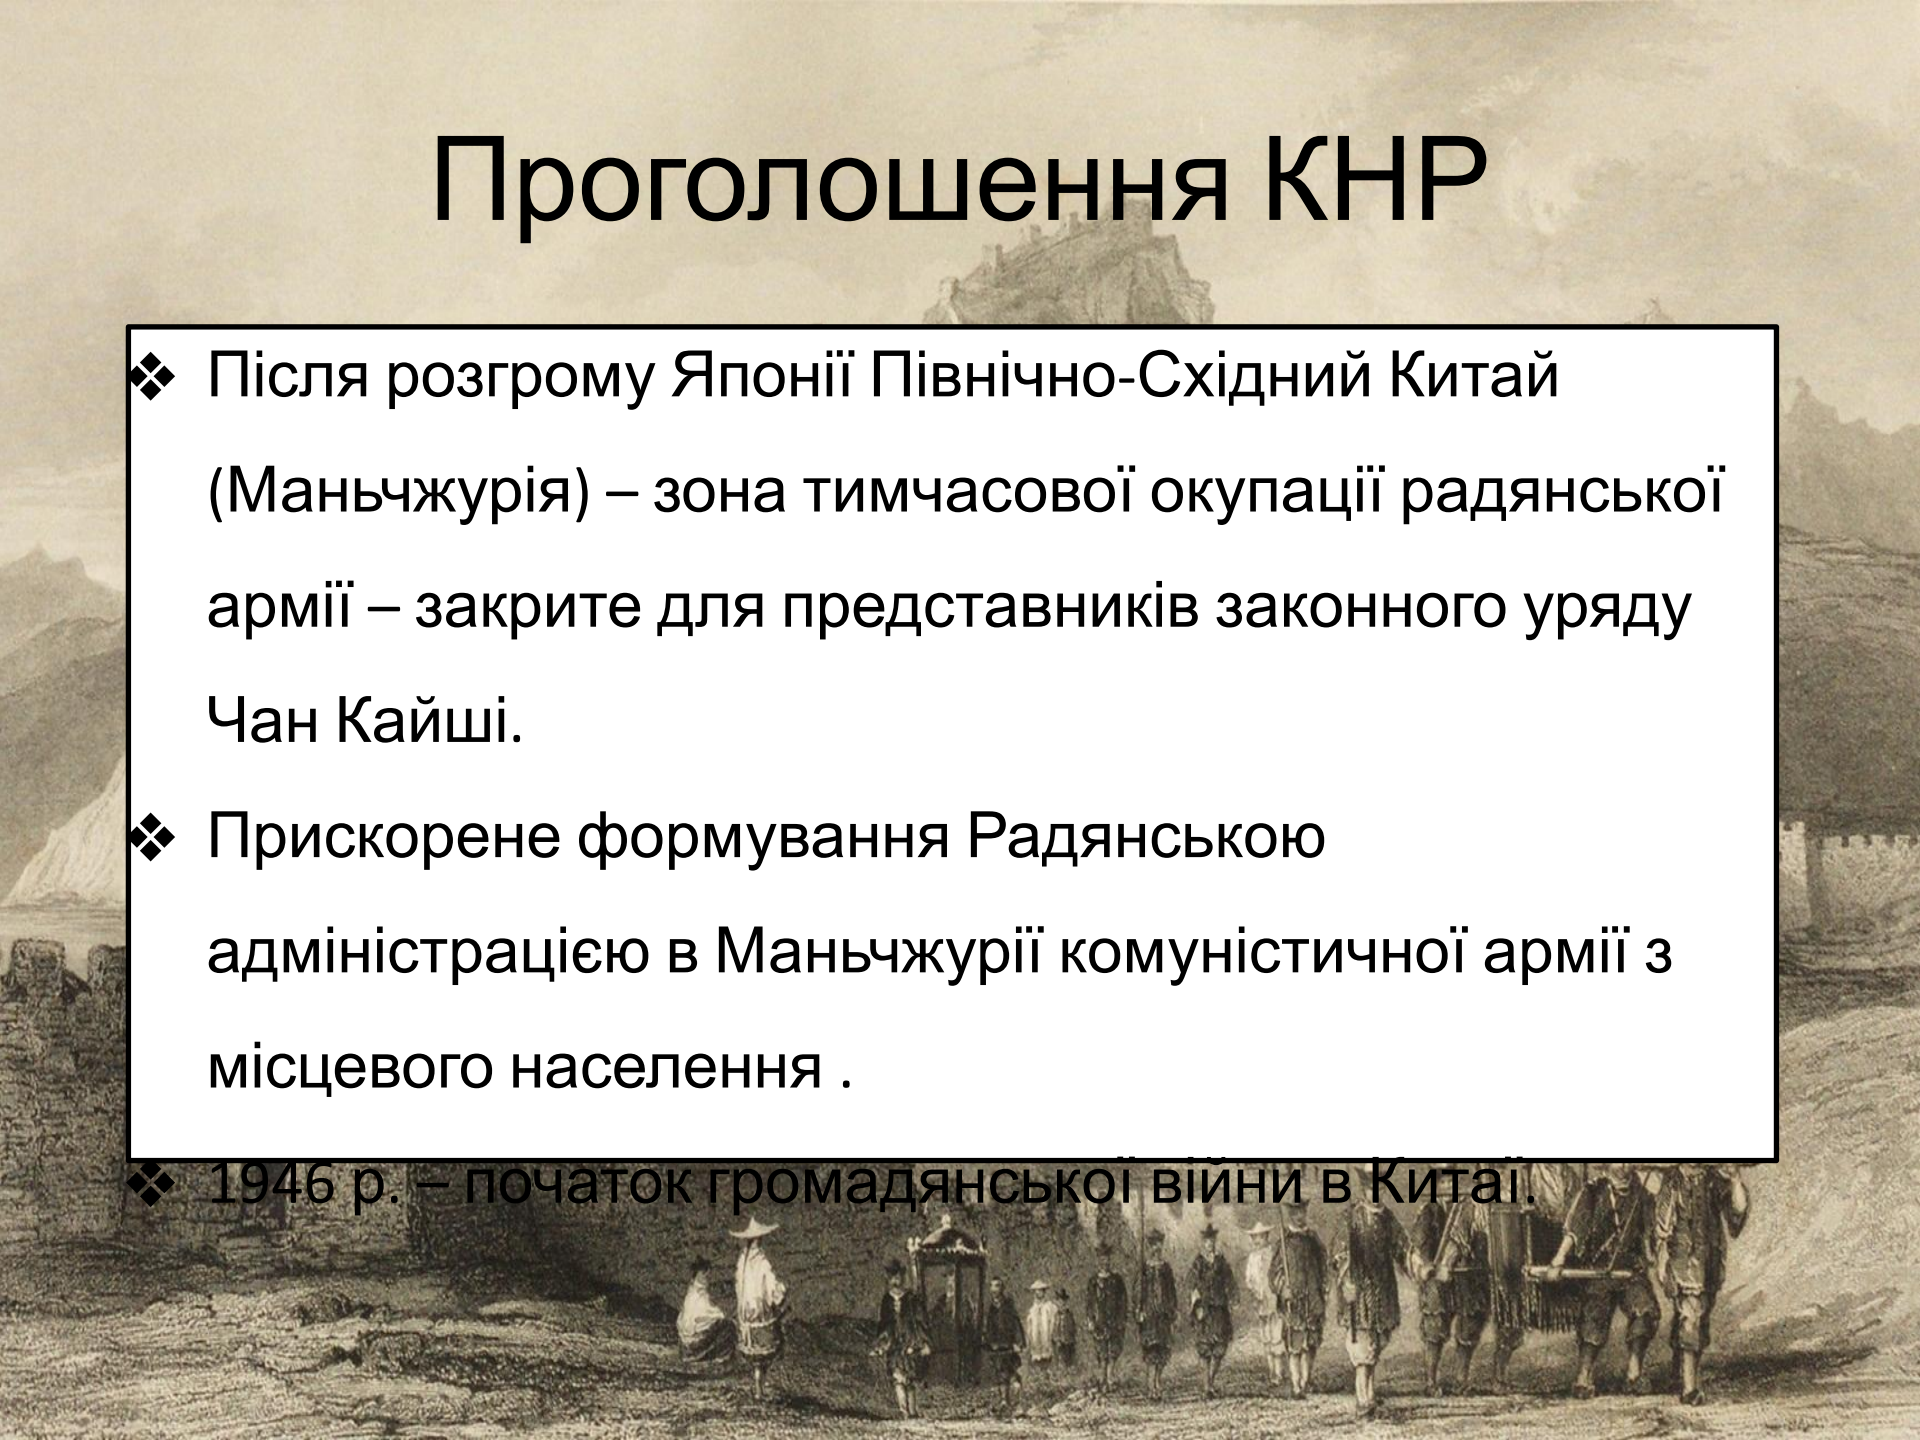 Проголошення КНР
❖ Після розгрому Японії Північно-Східний Китай
(Маньчжурія) – зона тимчасової окупації радянської
армії – закрите для представників законного уряду
Чан Кайші.
❖ Прискорене формування Радянською
адміністрацією в Маньчжурії комуністичної армії з
місцевого населення .
❖ 1946 р. – початок громадянської війни в Китаї.